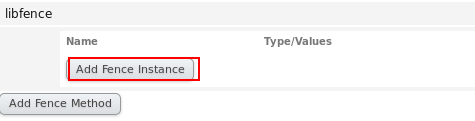 libfence
Name Type/Values
Add Fence Instance
Add Fence Method